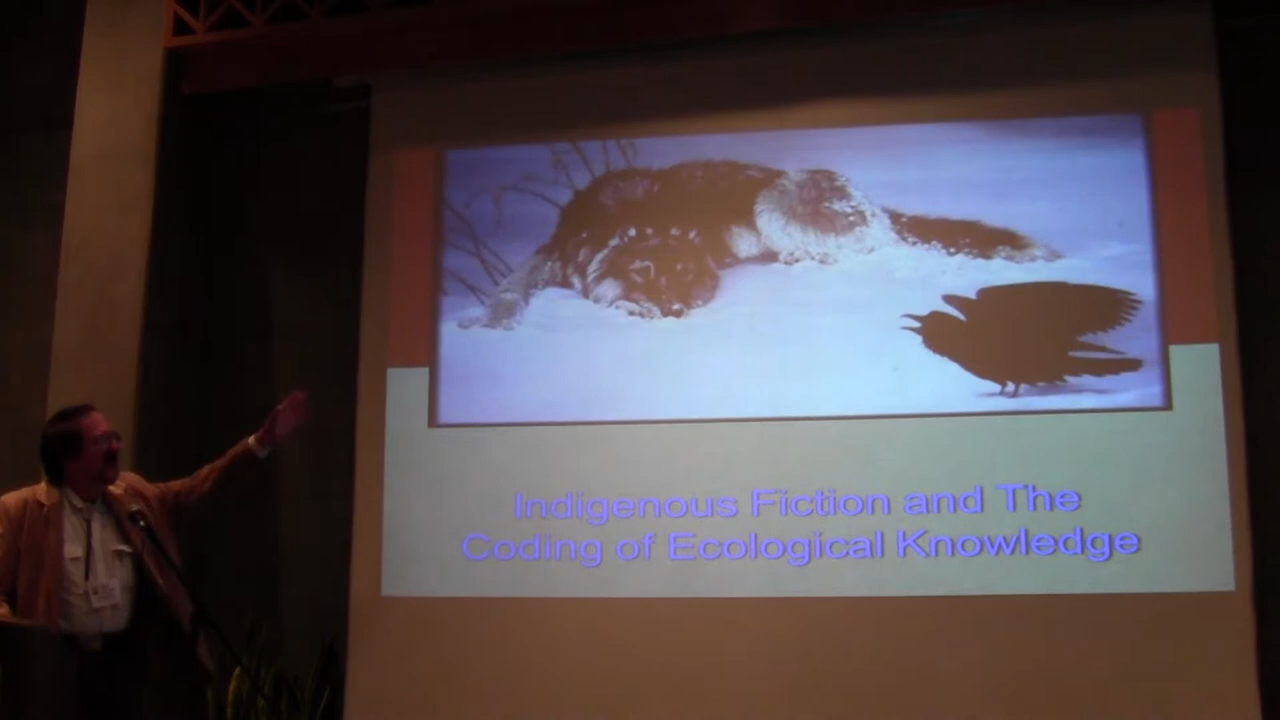 Indigenous Fiction and The
Coding of Ecological Knowledge